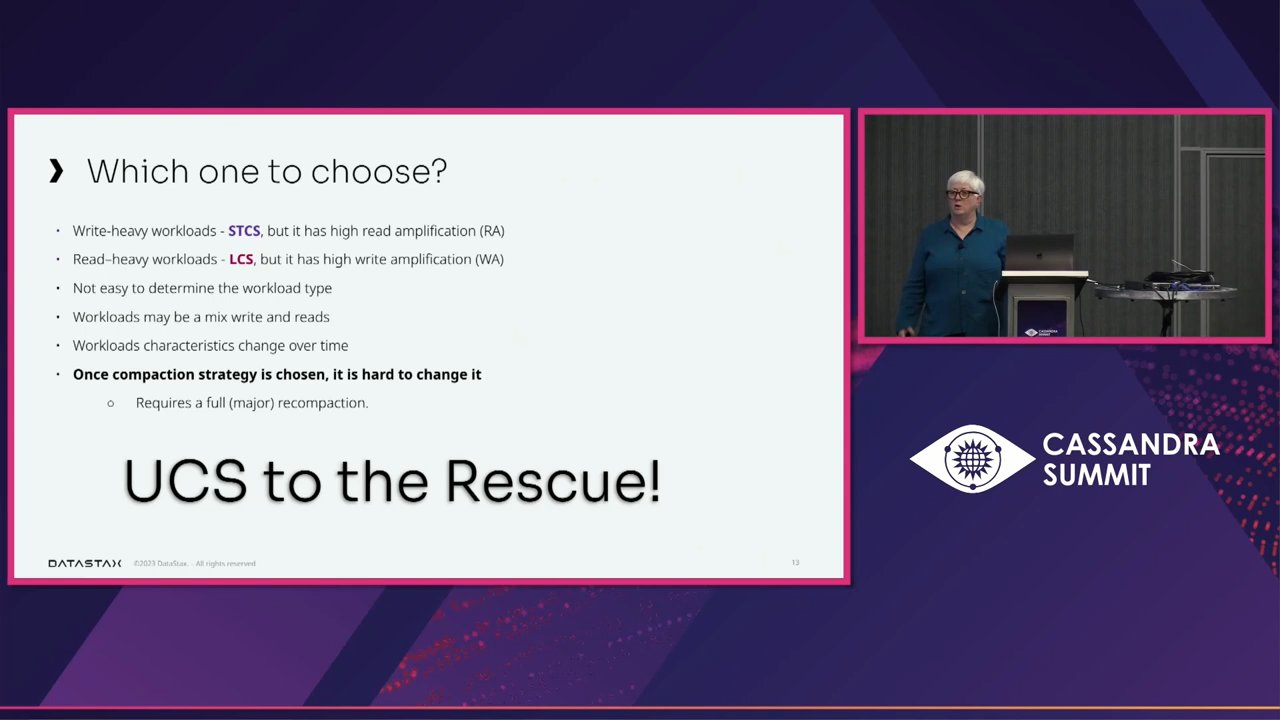 Which one to choose?
• Write-heavy workloads - STCS, but it has high read amplification (RA)
• Read–heavy workloads - LCS, but it has high write amplification (WA)
• Not easy to determine the workload type
• Workloads may be a mix write and reads
• Workloads characteristics change over time
• Once compaction strategy is chosen, it is hard to change it
○ Requires a full (major) recompaction.
UCS to the Rescue!
DATASTAX ©2023 DataStax. - All rights reserved 13
CASSANDRA
SUMMIT